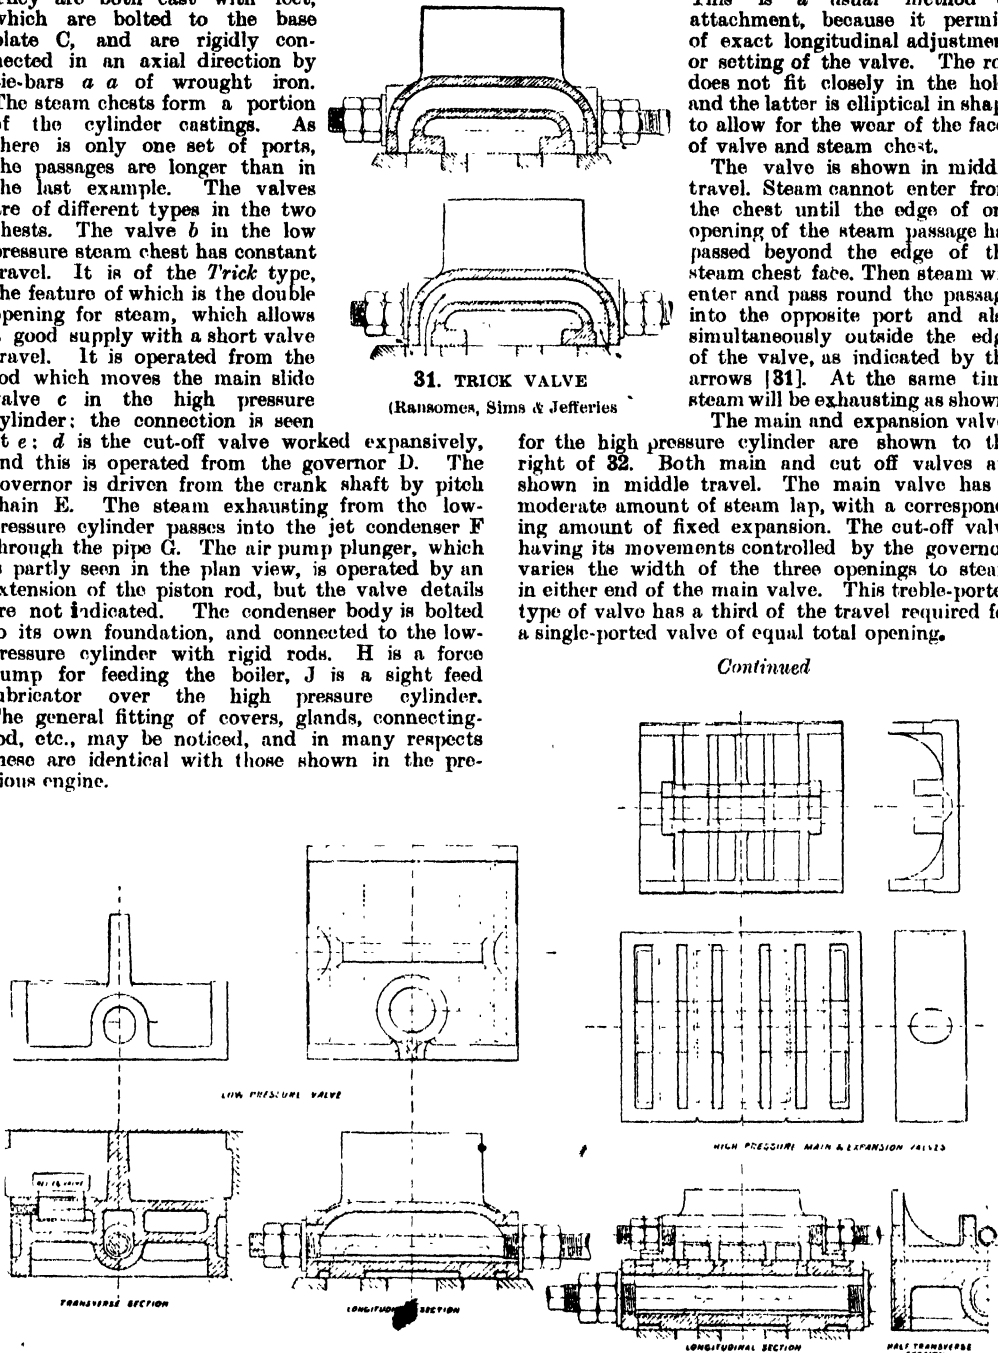 which are bolted to the base
plate C, and are rigidly con-
nected in an axial direction by
tie-bars a a of wrought iron.
The steam chests form a portion
of the cylinder castings. As
there is only one set of ports,
the passages are longer than in
the last example. The valves
are of different types in the two
chests. The valve b in the low
pressure steam chest has constant
travel. It is of the Trick type,
the feature of which is the double
opening for steam, which allows
good supply with a short valve
travel. It is operated from the
rod which moves the main slide
valve c in the high pressure
cylinder; the connection is seen
at e: d is the cut-off valve worked expansively,
and this is operated from the governor D. The
governor is driven from the crank shaft by pitch
chain E. The steam exhausting from the low-
pressure cylinder passes into the jet condenser F
through the pipe G. The air pump plunger, which
is partly seen in the plan view, is operated by an
extension of the piston rod, but the valve details
are not indicated. The condenser body is bolted
to its own foundation, and connected to the low-
pressure cylinder with rigid rods. H is a force
pump for feeding the boiler, J is a sight feed
lubricator over the high pressure cylinder.
The general fitting of covers, glands, connecting-
rod, etc., may be noticed, and in many respects
these are identical with those shown in the pre-
vious engine.
31. TRICK VALVE
(Ransomes, Sims & Jefferies
This is a usual method
attachment, because it permi
of exact longitudinal adjustmen
or setting of the valve. The ro
does not fit closely in the hol
and the latter is elliptical in shap
to allow for the wear of the face
of valve and steam chest.
The valve is shown in midd
travel. Steam cannot enter fro
the chest until the edge of on
opening of the steam passage ha
passed beyond the edge of th
steam chest face. Then steam w
enter and pass round the passag
into the opposite port and als
simultaneously outside the edg
of the valve, as indicated by th
arrows [31]. At the same tim
steam will be exhausting as show
The main and expansion valve
for the high pressure cylinder are shown to th
right of 32. Both main and cut off valves a
shown in middle travel. The main valve has
moderate amount of steam lap, with a correspond
ing amount of fixed expansion. The cut-off valv
having its movements controlled by the governo
varies the width of the three openings to stea
in either end of the main valve. This treble-porte
type of valve has a third of the travel required fo
a single-ported valve of equal total opening.
Continued
LOW PRESSURE VALVE
HIGH PRESSURE MAIN & EXPANSION VALVES
TRANSVERSE SECTION
LONGITUDINAL SECTION
LONGITUDINAL SECTION
HALF TRANSVERSE